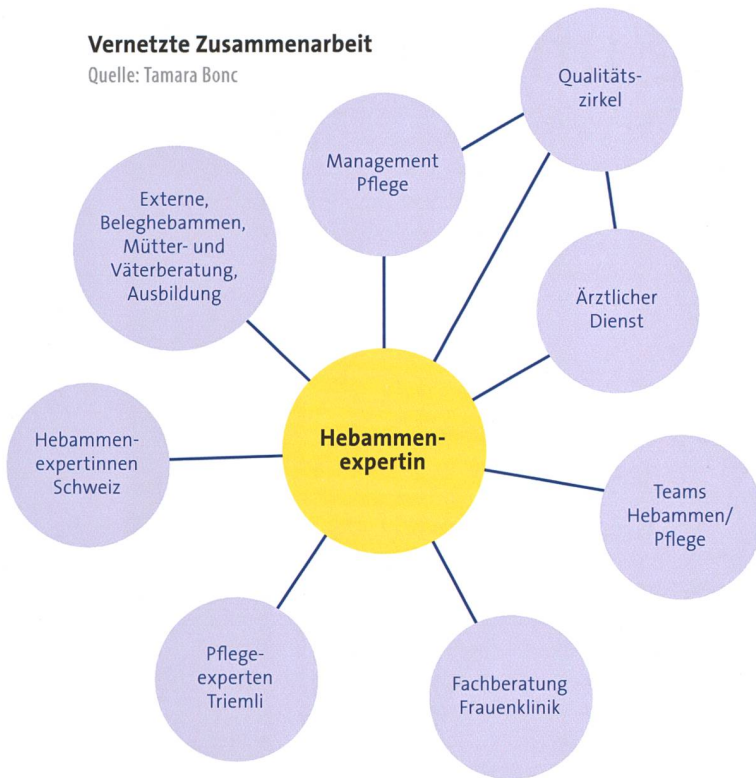 Vernetzte Zusammenarbeit
Quelle: Tamara Bonc
Qualitäts-
zirkel
Management
Pflege
Externe,
Beleghebammen,
Mütter- und
Väterberatung,
Ausbildung
Ärztlicher
Dienst
Hebammen-
expertin
Hebammen-
expertinnen
Schweiz
Teams
Hebammen/
Pflege
Pflege-
experten
Triemli
Fachberatung
Frauenklinik